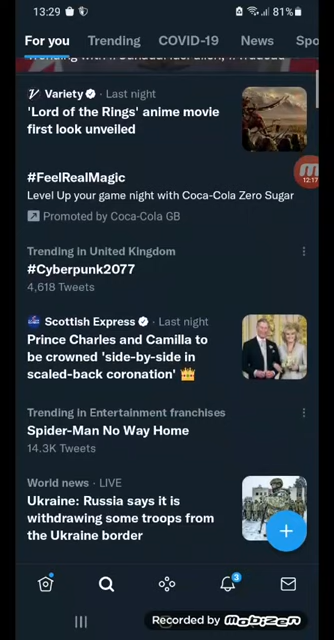 13:29 81%
For you Trending COVID-19 News Spo
Variety · Last night
'Lord of the Rings' anime movie
first look unveiled
12:17
#FeelRealMagic
Level Up your game night with Coca-Cola Zero Sugar
Promoted by Coca-Cola GB
Trending in United Kingdom
#Cyberpunk2077
4,618 Tweets
Scottish Express · Last night
Prince Charles and Camilla to
be crowned 'side-by-side in
scaled-back coronation' 👑
Trending in Entertainment franchises
Spider-Man No Way Home
14.3K Tweets
World news · LIVE
Ukraine: Russia says it is
withdrawing some troops from
the Ukraine border
3
Recorded by mobizen